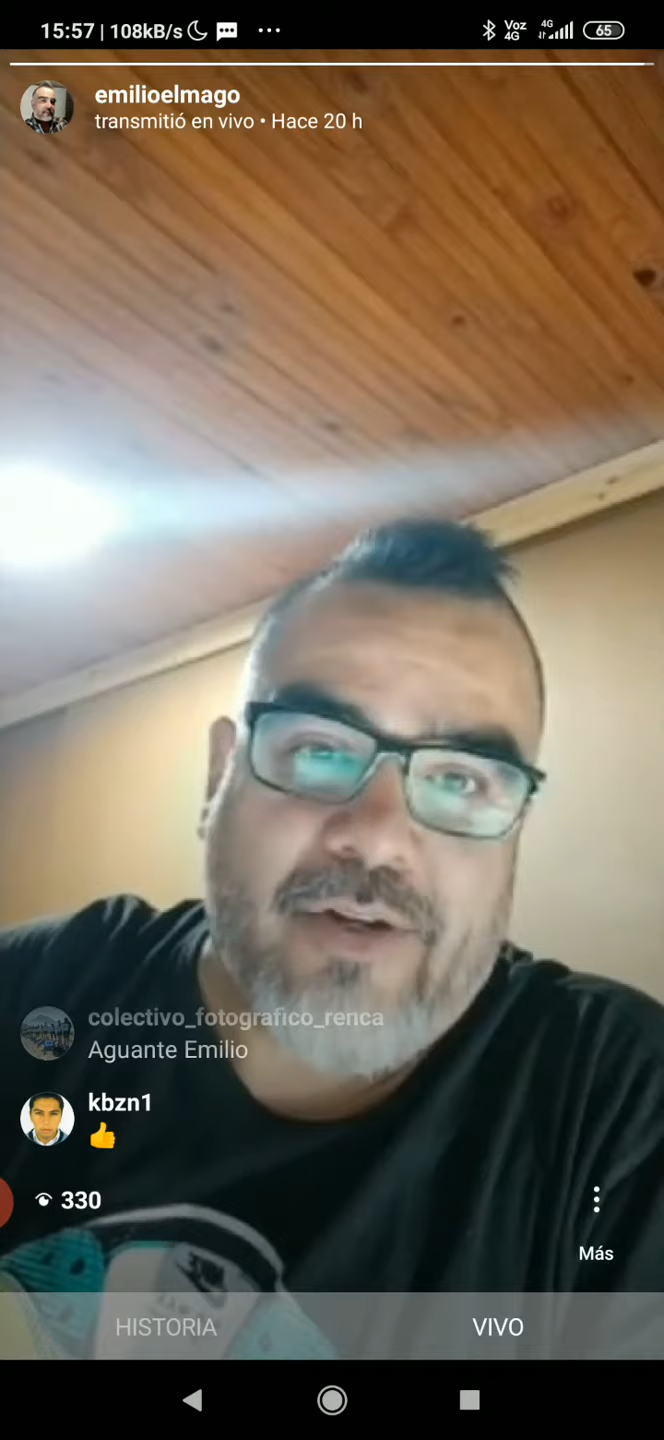 15:57 | 108kB/s ...
Voz
4G
4G
65
emilioelmago
transmitió en vivo • Hace 20 h
colectivo_fotografico_renca
Aguante Emilio
kbzn1
👍
330
Más
HISTORIA
VIVO